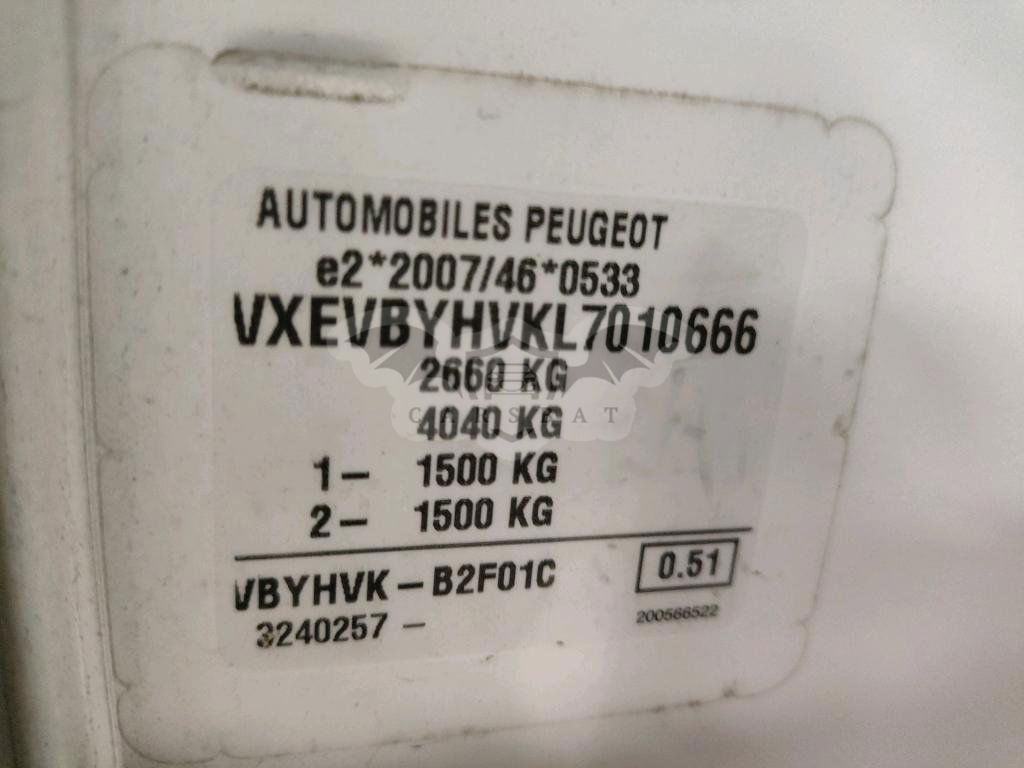 AUTOMOBILES PEUGEOT
e2*2007/46*0533
VXEVBYHVKL7010666
2660 KG
CARSEAT
4040 KG
1- 1500 KG
2- 1500 KG
VBYHVK-B2F01C
0.51
3240257-
200566522